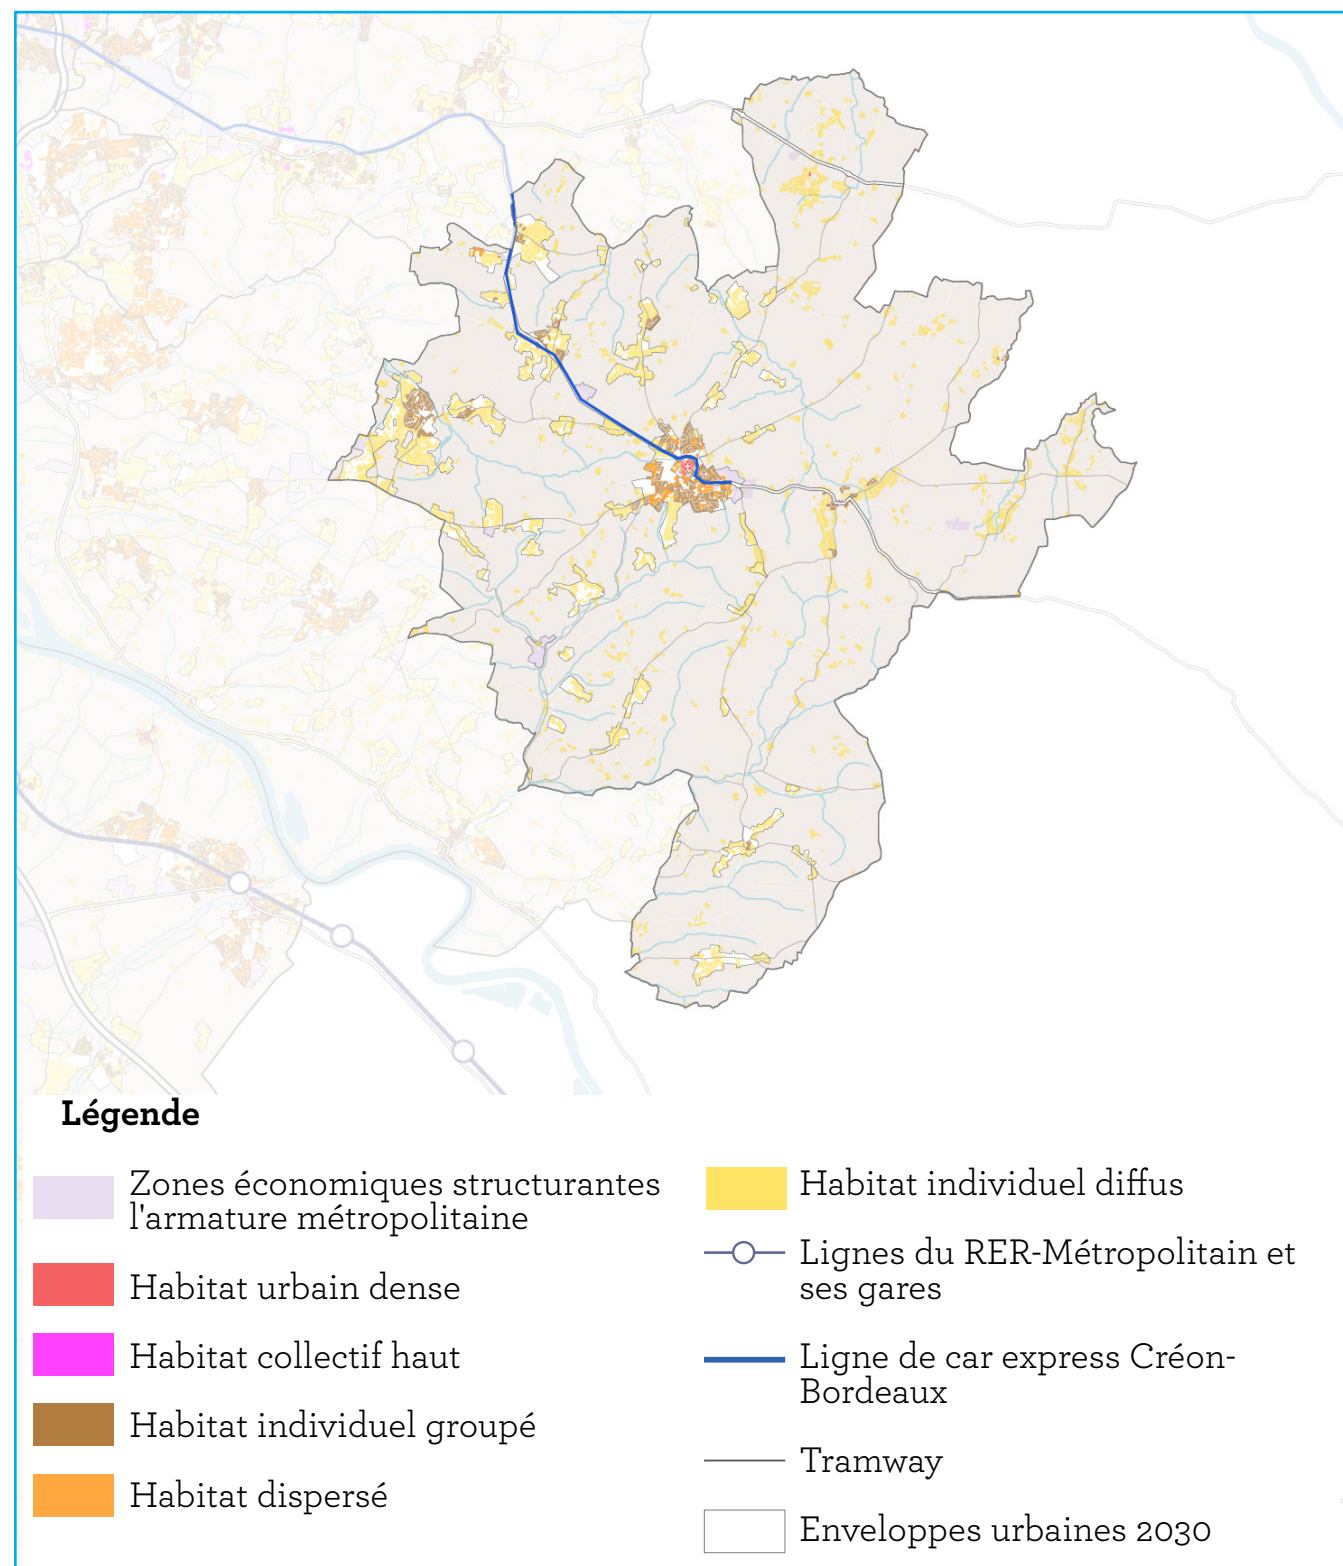 Légende
Zones économiques structurantes
l'armature métropolitaine
Habitat urbain dense
Habitat collectif haut
Habitat individuel groupé
Habitat dispersé
Habitat individuel diffus
Lignes du RER-Métropolitain et
ses gares
Ligne de car express Créon-
Bordeaux
Tramway
Enveloppes urbaines 2030